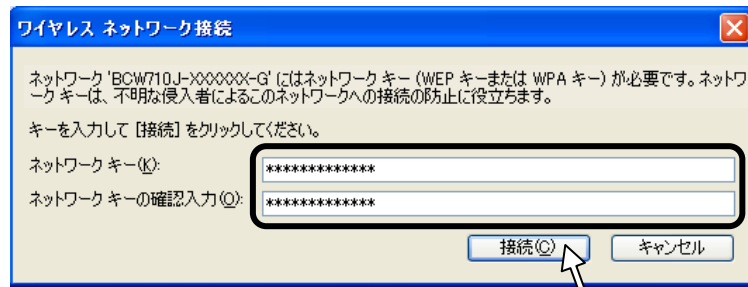 ワイヤレス ネットワーク接続
ネットワーク 'BCW710J-XXXXXX-G' にはネットワーク キー (WEP キーまたは WPA キー) が必要です。ネットワ
ーク キーは、不明な侵入者によるこのネットワークへの接続の防止に役立ちます。
キーを入力して [接続] をクリックしてください。
ネットワーク キー(K): *************
ネットワーク キーの確認入力(O): *************
接続(C) キャンセル